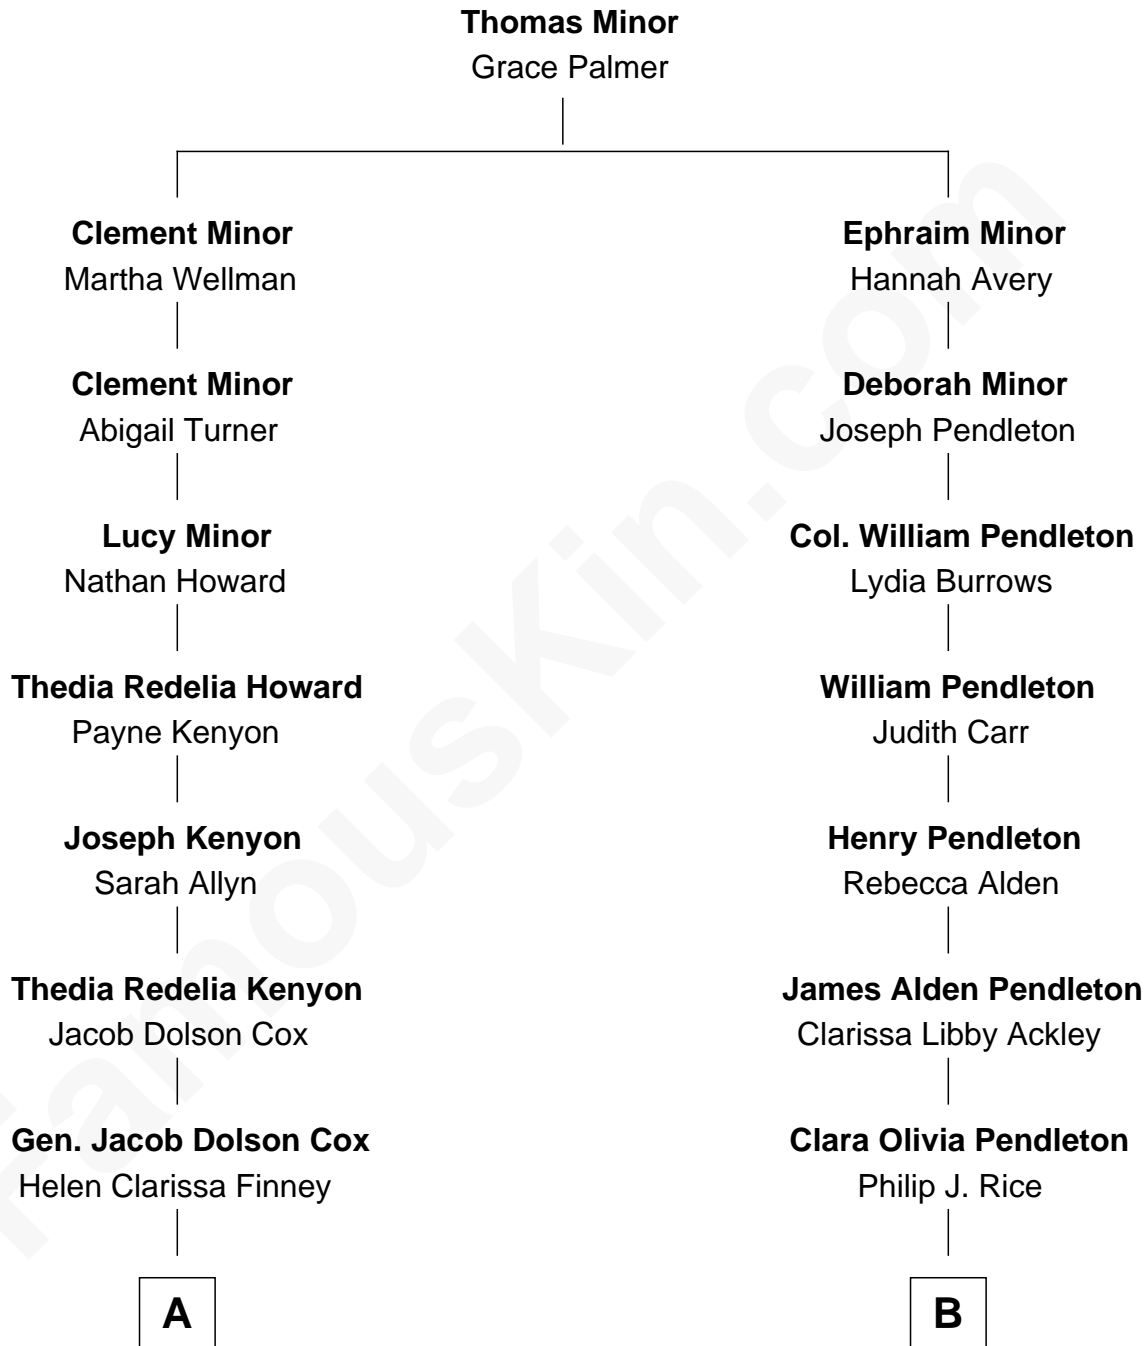 Thomas Minor
Grace Palmer
Clement Minor
Martha Wellman
Ephraim Minor
Hannah Avery
Clement Minor
Abigail Turner
Deborah Minor
Joseph Pendleton
Lucy Minor
Nathan Howard
Col. William Pendleton
Lydia Burrows
Thedia Redelia Howard
Payne Kenyon
William Pendleton
Judith Carr
Joseph Kenyon
Sarah Allyn
Henry Pendleton
Rebecca Alden
Thedia Redelia Kenyon
Jacob Dolson Cox
James Alden Pendleton
Clarissa Libby Ackley
Gen. Jacob Dolson Cox
Helen Clarissa Finney
Clara Olivia Pendleton
Philip J. Rice
A
B
FamousKin.com